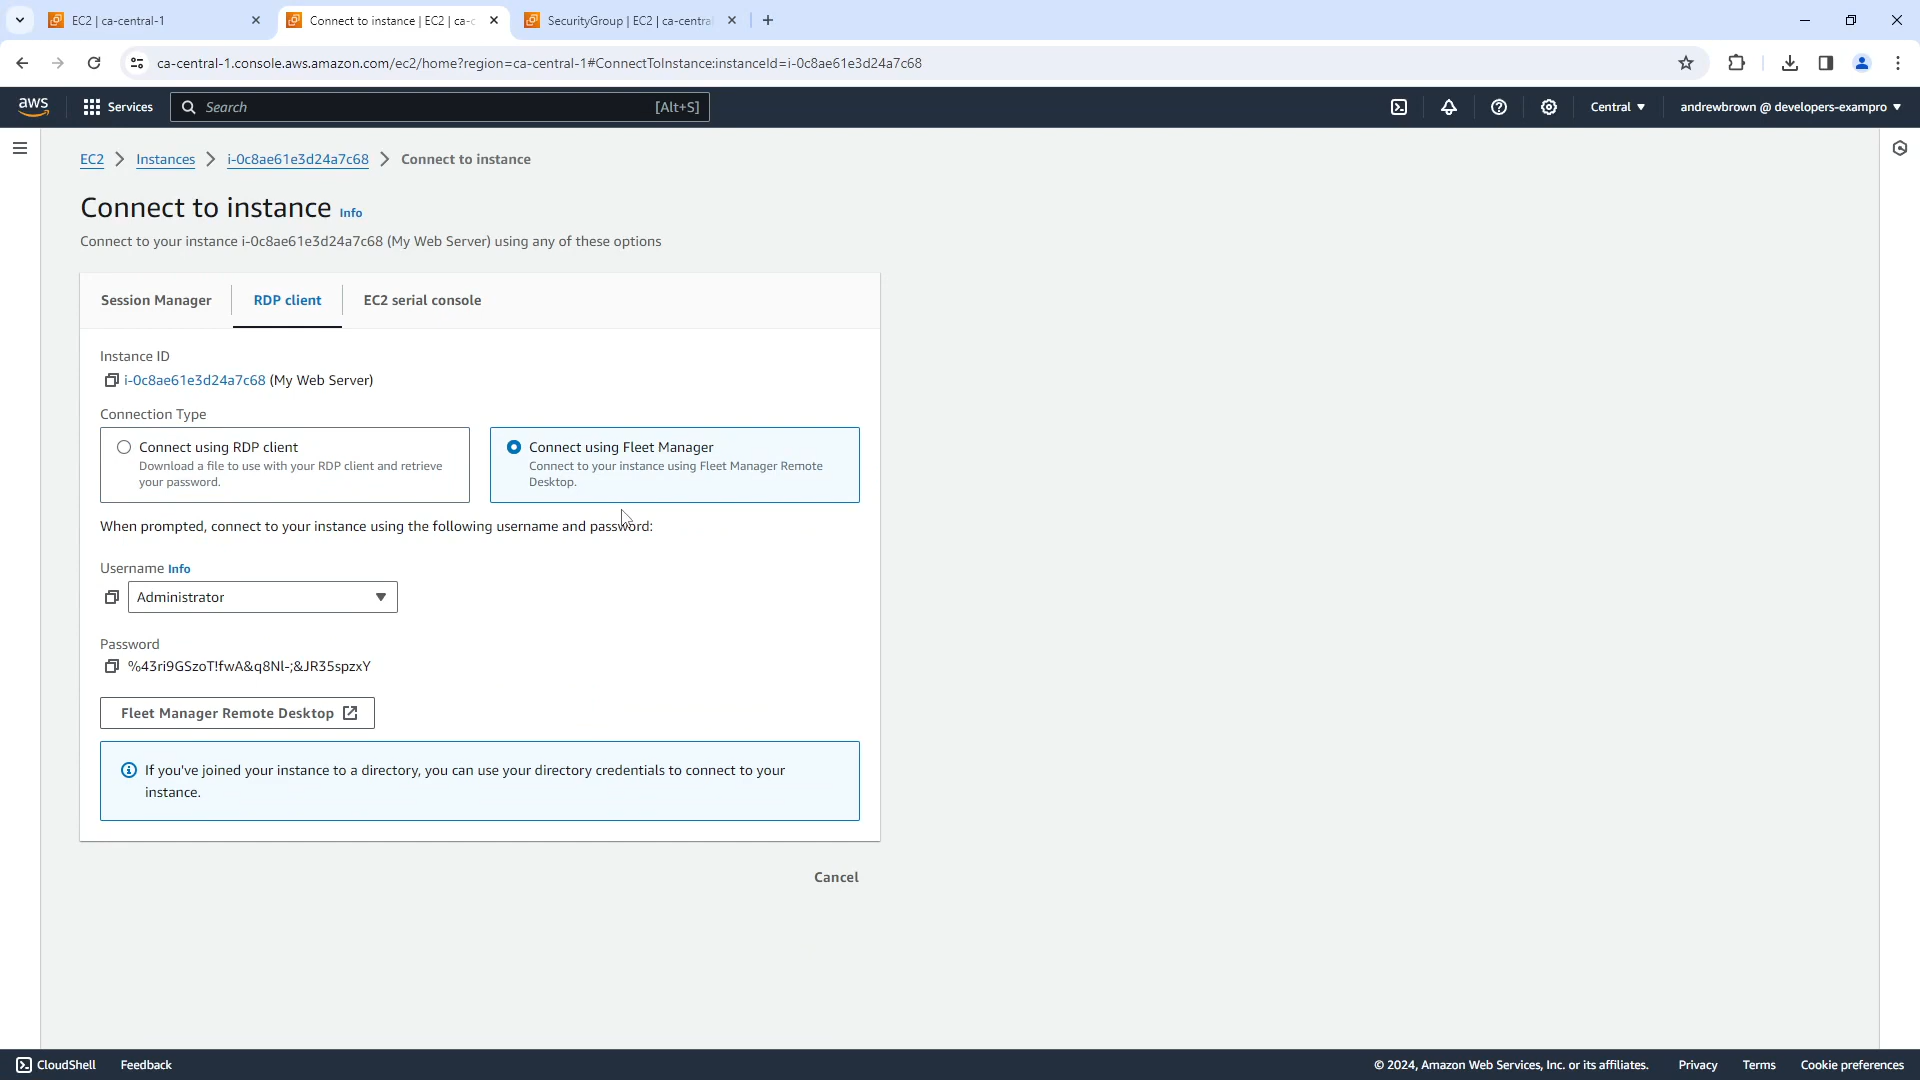 EC2 | ca-central-1
Connect to instance | EC2 | ca-c
SecurityGroup | EC2 | ca-central
ca-central-1.console.aws.amazon.com/ec2/home?region=ca-central-1#ConnectToInstance:instanceId=i-0c8ae61e3d24a7c68
aws
Services
Search
[Alt+S]
Central
andrewbrown @ developers-exampro
EC2
Instances
i-0c8ae61e3d24a7c68
Connect to instance
Connect to instance Info
Connect to your instance i-0c8ae61e3d24a7c68 (My Web Server) using any of these options
Session Manager
RDP client
EC2 serial console
Instance ID
i-0c8ae61e3d24a7c68 (My Web Server)
Connection Type
Connect using RDP client
Download a file to use with your RDP client and retrieve
your password.
Connect using Fleet Manager
Connect to your instance using Fleet Manager Remote
Desktop.
When prompted, connect to your instance using the following username and password:
Username Info
Administrator
Password
%43ri9GSzoT!fwA&q8Nl-;&JR35spzxY
Fleet Manager Remote Desktop
If you've joined your instance to a directory, you can use your directory credentials to connect to your
instance.
Cancel
CloudShell
Feedback
© 2024, Amazon Web Services, Inc. or its affiliates.
Privacy
Terms
Cookie preferences